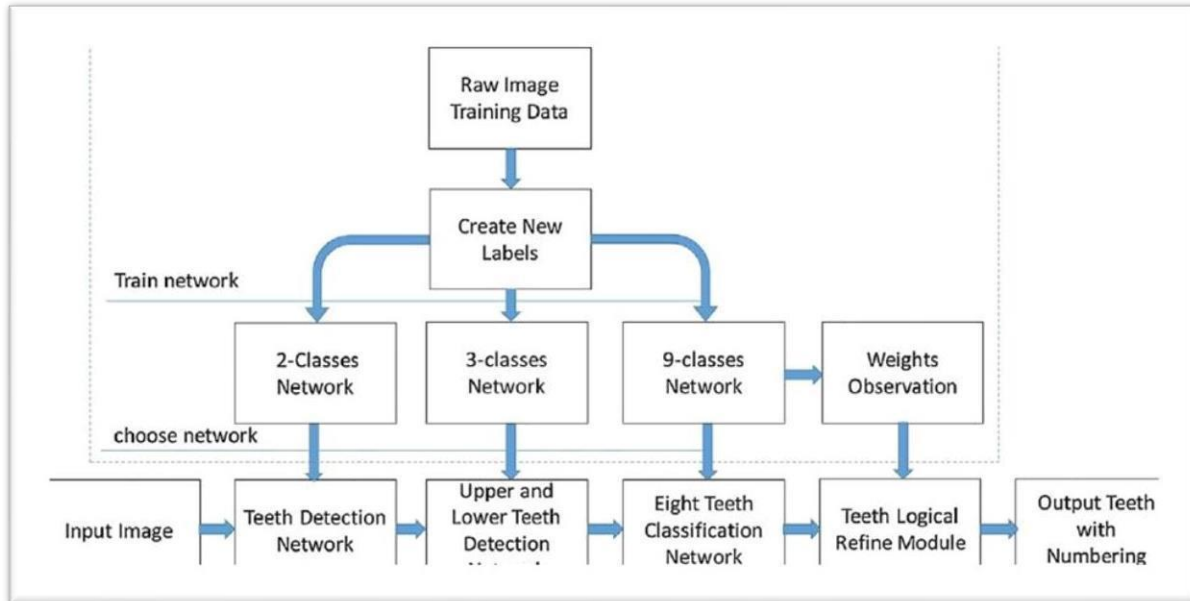 Raw Image
Training Data
Create New
Labels
Train network
2-Classes
Network
3-classes
Network
9-classes
Network
Weights
Observation
choose network
Input Image
Teeth Detection
Network
Upper and
Lower Teeth
Detection
Eight Teeth
Classification
Network
Teeth Logical
Refine Module
Output Teeth
with
Numbering